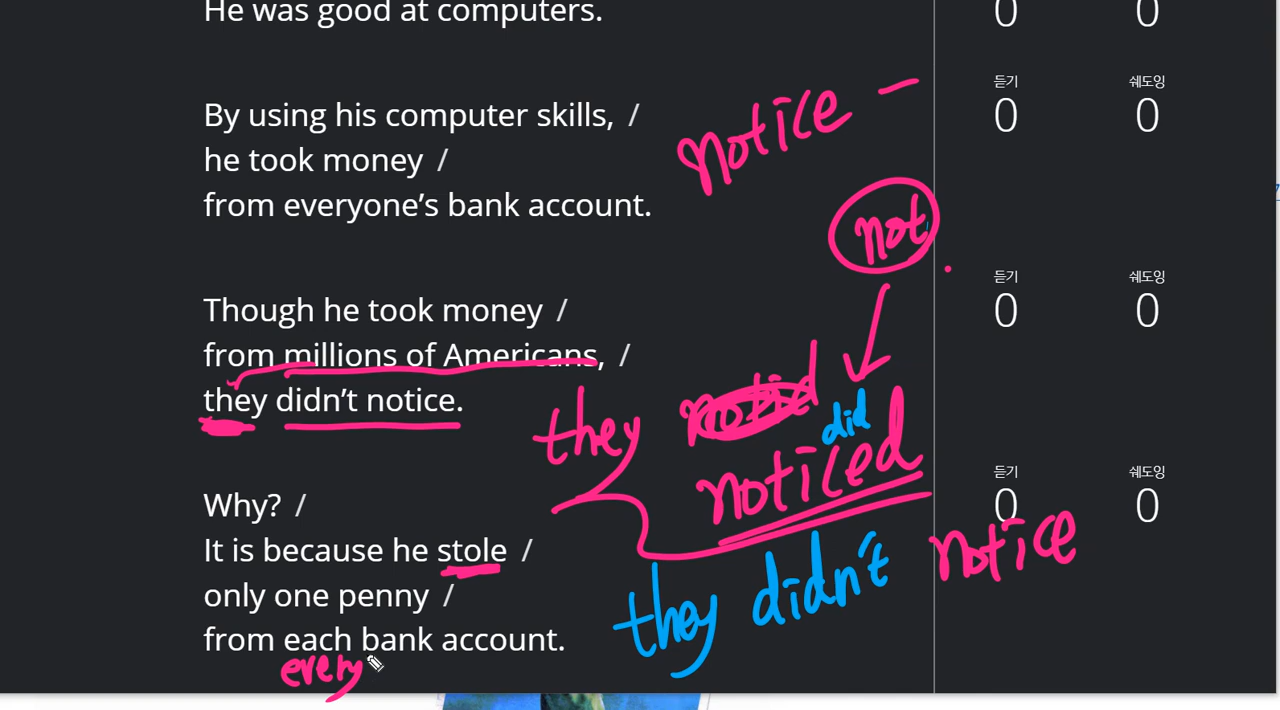 He was good at computers.
0 0
듣기 쉐도잉
By using his computer skills, /
0 0
he took money /
from everyone's bank account.
notice -
not
듣기 쉐도잉
Though he took money /
0 0
from millions of Americans, /
they didn't notice.
they did
noticed
듣기 쉐도잉
Why? /
0 0
It is because he stole /
only one penny /
from each bank account.
they didn't notice
every